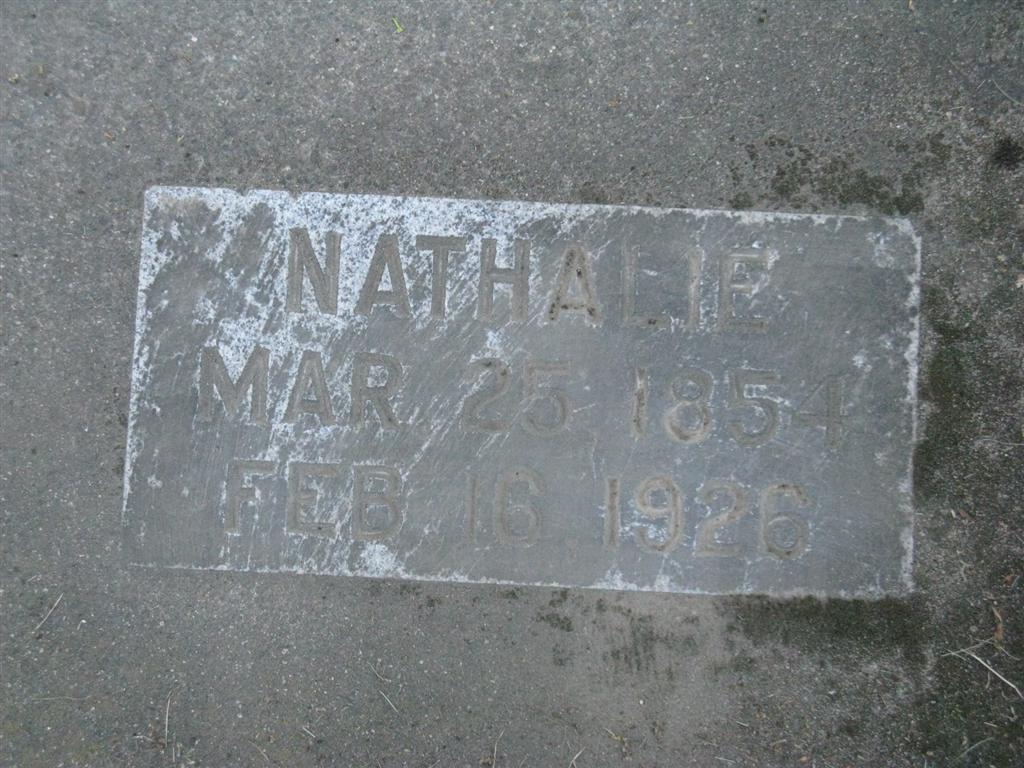 NATHALIE
MAR. 25, 1854
FEB. 16, 1926